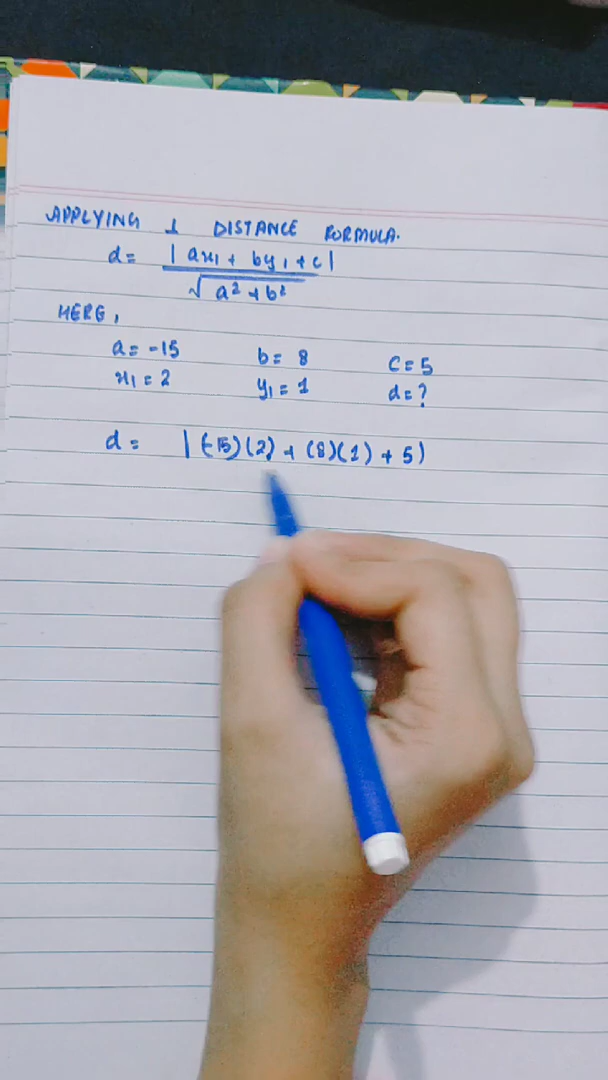 APPLYING ⊥ DISTANCE FORMULA.
d = | ax₁ + by₁ + c |
√ a² + b²
HERE,
a = -15 b = 8 c = 5
x₁ = 2 y₁ = 1 d = ?
d = | (-15)(2) + (8)(1) + 5 |